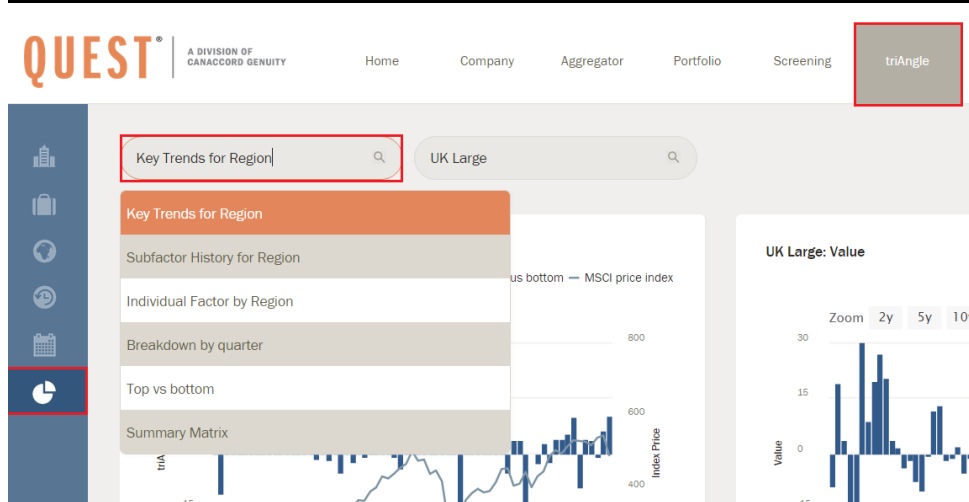 QUEST®
A DIVISION OF
CANACCORD GENUITY
Home
Company
Aggregator
Portfolio
Screening
triAngle
Key Trends for Region
UK Large
Key Trends for Region
Subfactor History for Region
Individual Factor by Region
Breakdown by quarter
Top vs bottom
Summary Matrix
us bottom — MSCI price index
800
600
400
Index Price
triA
UK Large: Value
Zoom 2y 5y 10
30
15
0
Value